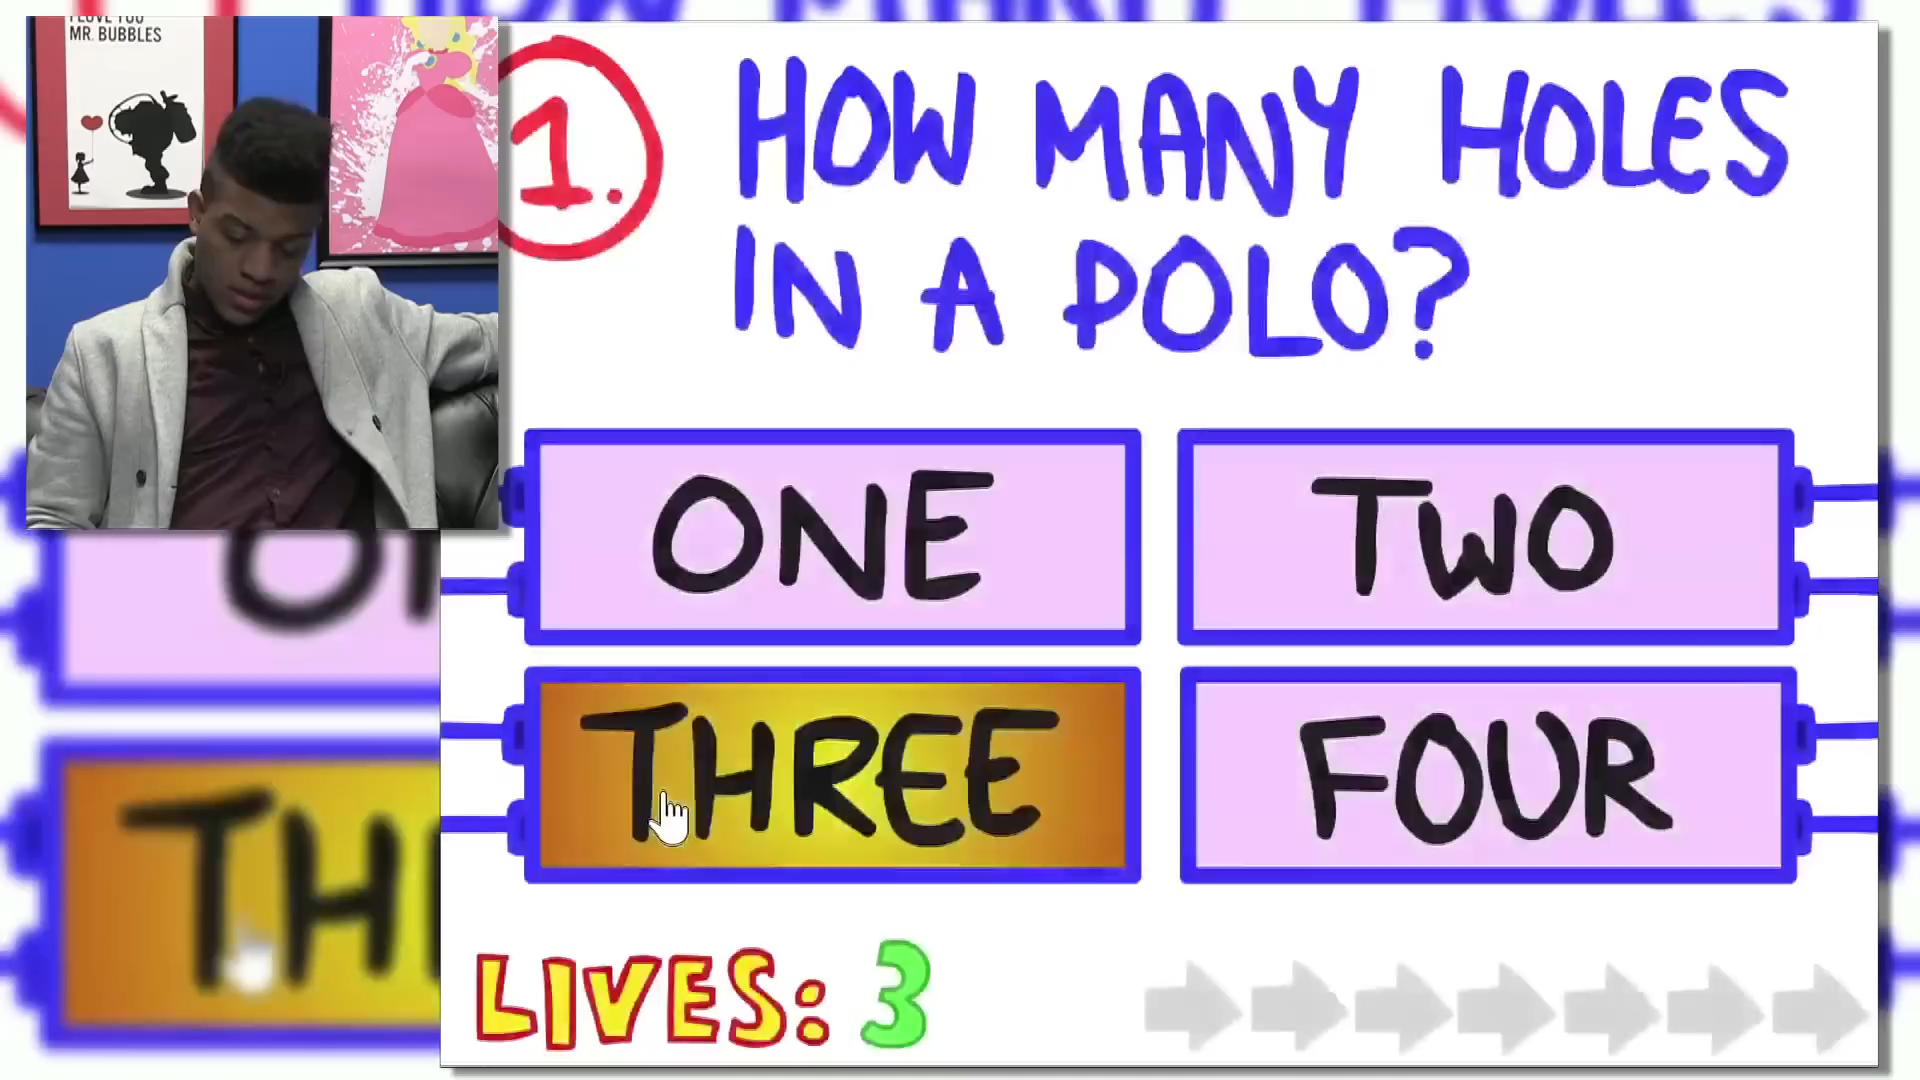 I LOVE YOU
MR. BUBBLES
1. HOW MANY HOLES
IN A POLO?
ONE
TWO
THREE
FOUR
LIVES: 3